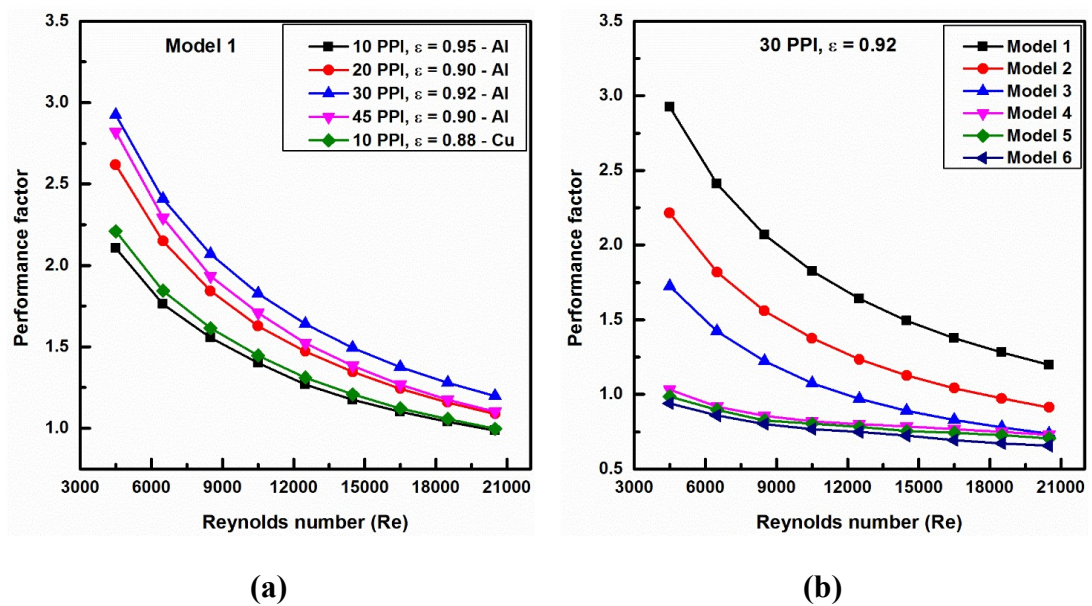 Model 1
10 PPI, ε = 0.95 - Al
20 PPI, ε = 0.90 - Al
30 PPI, ε = 0.92 - Al
45 PPI, ε = 0.90 - Al
10 PPI, ε = 0.88 - Cu
Performance factor
3.0
2.5
2.0
1.5
1.0
3000 6000 9000 12000 15000 18000 21000
Reynolds number (Re)
(a)
30 PPI, ε = 0.92
Model 1
Model 2
Model 3
Model 4
Model 5
Model 6
Performance factor
3.0
2.5
2.0
1.5
1.0
0.5
3000 6000 9000 12000 15000 18000 21000
Reynolds number (Re)
(b)